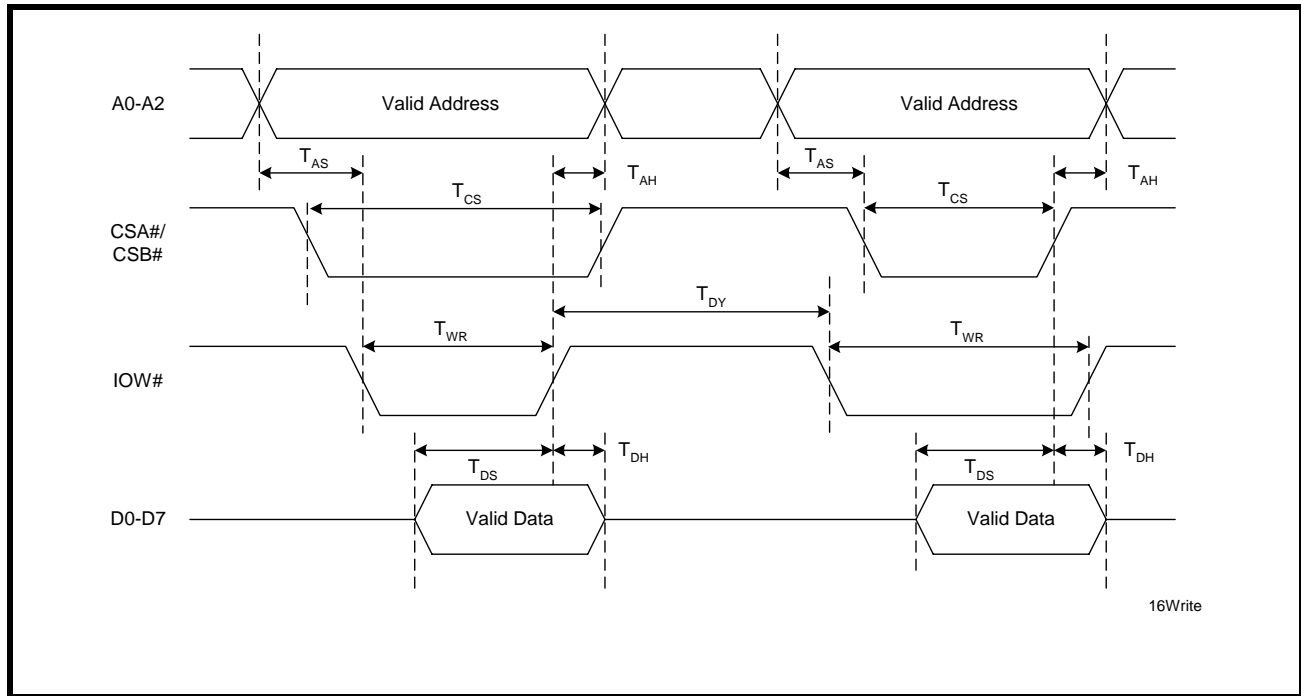 A0-A2
Valid Address
Valid Address
TAS
TAH
TAS
TAH
TCS
TCS
CSA#/
CSB#
TDY
TWR
TWR
IOW#
TDH
TDH
TDS
TDS
D0-D7
Valid Data
Valid Data
16Write